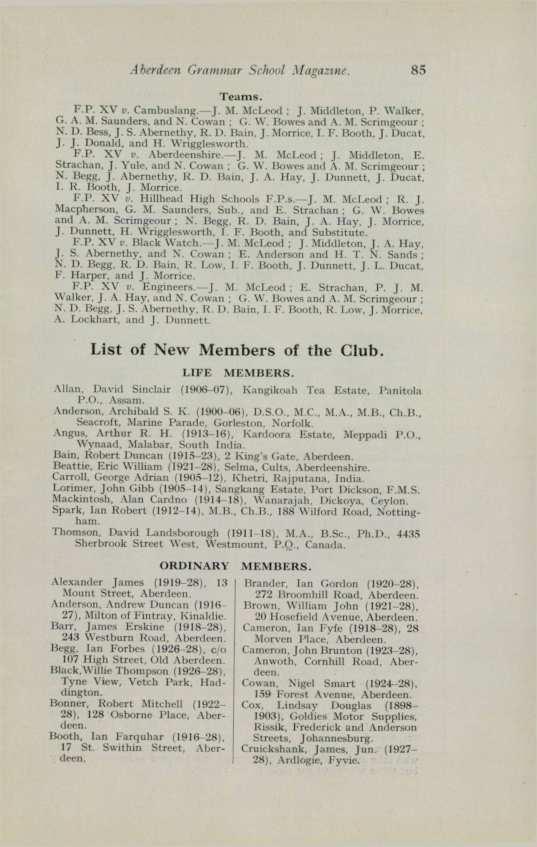 Aberdeen Grammar School Magazine. 85
Teams.
F.P. XV v. Cambuslang.—J. M. McLeod ; J. Middleton, P. Walker,
G. A. M. Saunders, and N. Cowan ; G. W. Bowes and A. M. Scrimgeour ;
N. D. Bess, J. S. Abernethy, R. D. Bain, J. Morrice, I. F. Booth, J. Ducat,
J. J. Donald, and H. Wrigglesworth.
F.P. XV v. Aberdeenshire.—J. M. McLeod ; J. Middleton, E.
Strachan, J. Yule, and N. Cowan ; G. W. Bowes and A. M. Scrimgeour ;
N. Begg, J. Abernethy, R. D. Bain, J. A. Hay, J. Dunnett, J. Ducat,
I. R. Booth, J. Morrice.
F.P. XV v. Hillhead High Schools F.P.s.—J. M. McLeod ; R. J.
Macpherson, G. M. Saunders, Sub., and E. Strachan ; G. W. Bowes
and A. M. Scrimgeour ; N. Begg, R. D. Bain, J. A. Hay, J. Morrice,
J. Dunnett, H. Wrigglesworth, I. F. Booth, and Substitute.
F.P. XV v. Black Watch.—J. M. McLeod ; J. Middleton, J. A. Hay,
J. S. Abernethy, and N. Cowan ; E. Anderson and H. T. N. Sands ;
N. D. Begg, R. D. Bain, R. Low, I. F. Booth, J. Dunnett, J. L. Ducat,
F. Harper, and J. Morrice.
F.P. XV v. Engineers.—J. M. McLeod ; E. Strachan, P. J. M.
Walker, J. A. Hay, and N. Cowan ; G. W. Bowes and A. M. Scrimgeour ;
N. D. Begg, J. S. Abernethy, R. D. Bain, I. F. Booth, R. Low, J. Morrice,
A. Lockhart, and J. Dunnett.
List of New Members of the Club.
LIFE MEMBERS.
Allan, David Sinclair (1906–07), Kangikoah Tea Estate, Panitola
P.O., Assam.
Anderson, Archibald S. K. (1900–06), D.S.O., M.C., M.A., M.B., Ch.B.,
Seacroft, Marine Parade, Gorleston, Norfolk.
Angus, Arthur R. H. (1913–16), Kardoora Estate, Meppadi P.O.,
Wynaad, Malabar, South India.
Bain, Robert Duncan (1915–23), 2 King's Gate, Aberdeen.
Beattie, Eric William (1921–28), Selma, Cults, Aberdeenshire.
Carroll, George Adrian (1905–12), Khetri, Rajputana, India.
Lorimer, John Gibb (1905–14), Sangkang Estate, Port Dickson, F.M.S.
Mackintosh, Alan Cardno (1914–18), Wanarajah, Dickoya, Ceylon.
Spark, Ian Robert (1912–14), M.B., Ch.B., 188 Wilford Road, Notting-
ham.
Thomson, David Landsborough (1911–18), M.A., B.Sc., Ph.D., 4435
Sherbrook Street West, Westmount, P.Q., Canada.
ORDINARY MEMBERS.
Alexander James (1919–28), 13
Mount Street, Aberdeen.
Anderson, Andrew Duncan (1916–
27), Milton of Fintray, Kinaldie.
Barr, James Erskine (1918–28),
243 Westburn Road, Aberdeen.
Begg, Ian Forbes (1926–28), c/o
107 High Street, Old Aberdeen.
Black, Willie Thompson (1926–28),
Tyne View, Vetch Park, Had-
dington.
Bonner, Robert Mitchell (1922–
28), 128 Osborne Place, Aber-
deen.
Booth, Ian Farquhar (1916–28),
17 St. Swithin Street, Aber-
deen.
Brander, Ian Gordon (1920–28),
272 Broomhill Road, Aberdeen.
Brown, William John (1921–28),
20 Hosefield Avenue, Aberdeen.
Cameron, Ian Fyfe (1918–28), 28
Morven Place, Aberdeen.
Cameron, John Brunton (1923–28),
Anwoth, Cornhill Road, Aber-
deen.
Cowan, Nigel Smart (1924–28),
159 Forest Avenue, Aberdeen.
Cox, Lindsay Douglas (1898–
1903), Goldies Motor Supplies,
Rissik, Frederick and Anderson
Streets, Johannesburg.
Cruickshank, James, Jun. (1927–
28), Ardlogie, Fyvie.